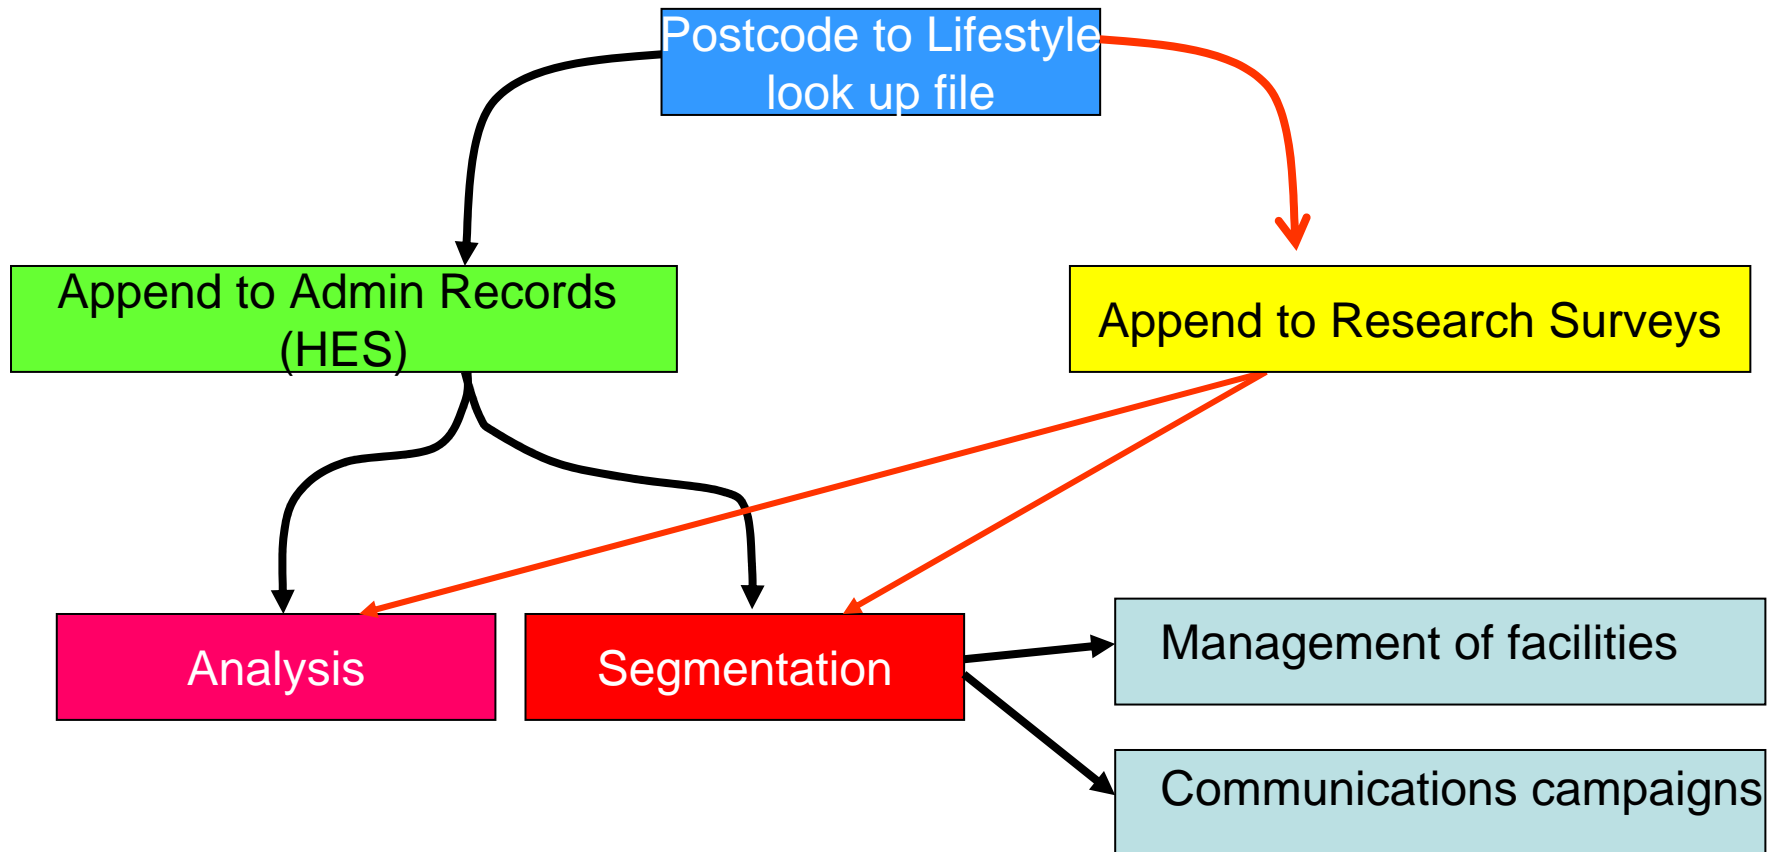 Postcode to Lifestyle
look up file
Append to Admin Records
(HES)
Append to Research Surveys
Analysis
Segmentation
Management of facilities
Communications campaigns